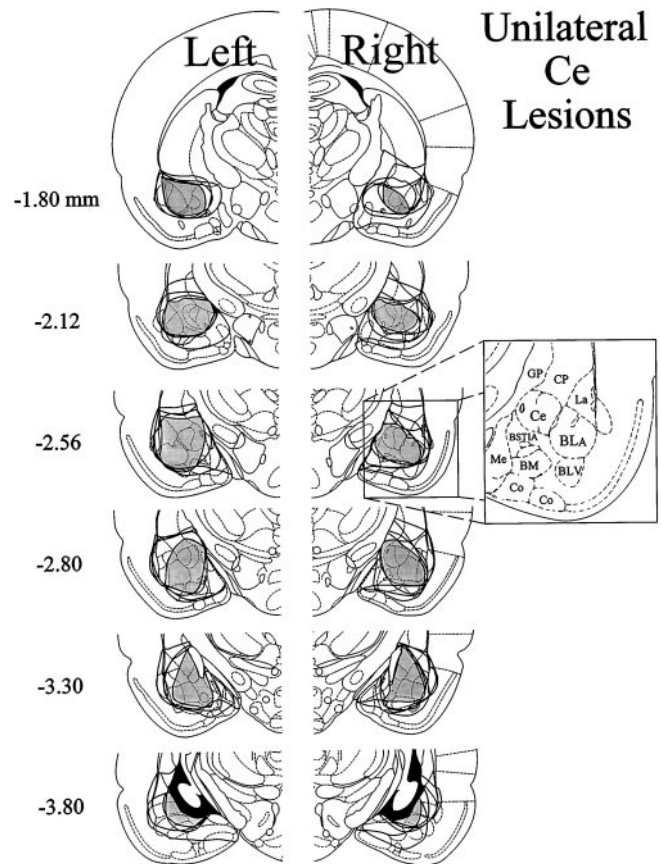 Left Right
Unilateral
Ce
Lesions
-1.80 mm
-2.12
-2.56
-2.80
-3.30
-3.80
GP CP
La
Ce
BSTIA BLA
Me BM BLV
Co Co